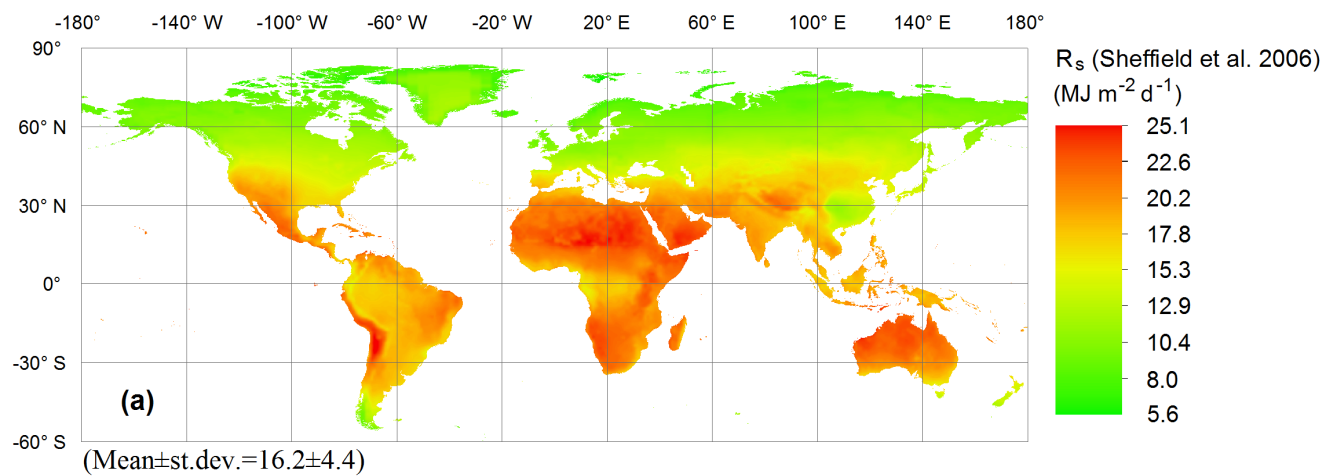 -180° -140° W -100° W -60° W -20° W 20° E 60° E 100° E 140° E 180°
90°
60° N
30° N
0°
-30° S
-60° S
(a)
(Mean±st.dev.=16.2±4.4)
Rs (Sheffield et al. 2006)
(MJ m⁻² d⁻¹)
25.1
22.6
20.2
17.8
15.3
12.9
10.4
8.0
5.6